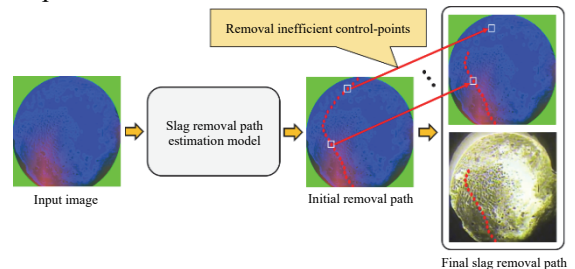 Removal inefficient control-points
Slag removal path
estimation model
Input image
Initial removal path
Final slag removal path